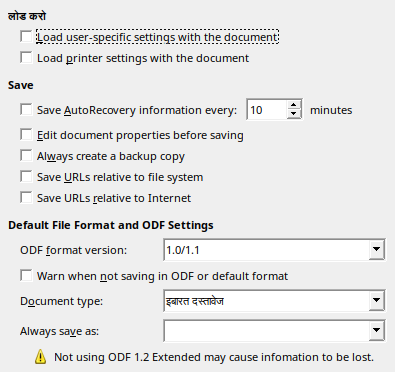 लोड करो
Load user-specific settings with the document
Load printer settings with the document
Save
Save AutoRecovery information every: 10 minutes
Edit document properties before saving
Always create a backup copy
Save URLs relative to file system
Save URLs relative to Internet
Default File Format and ODF Settings
ODF format version: 1.0/1.1
Warn when not saving in ODF or default format
Document type: इबारत दस्तावेज
Always save as:
Not using ODF 1.2 Extended may cause infomation to be lost.